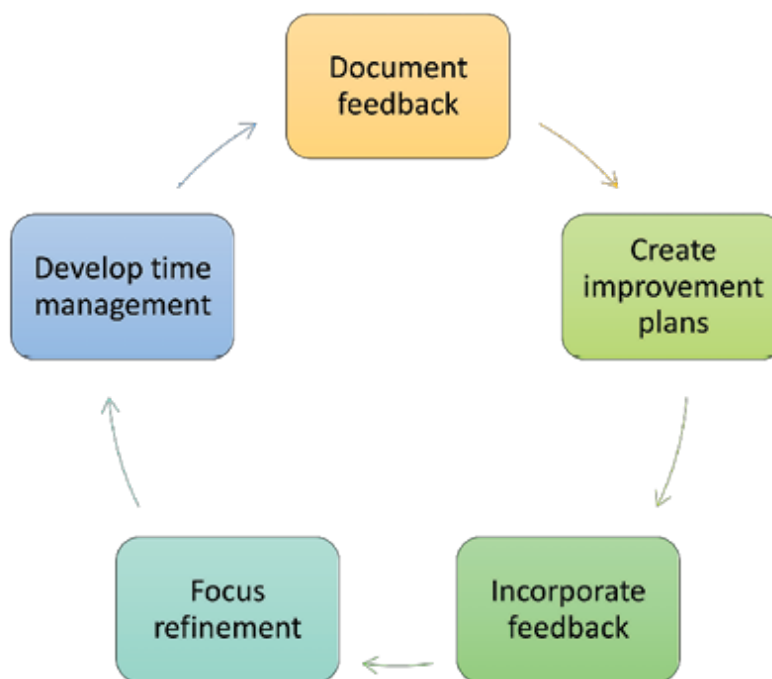 Document
feedback
Create
improvement
plans
Incorporate
feedback
Focus
refinement
Develop time
management